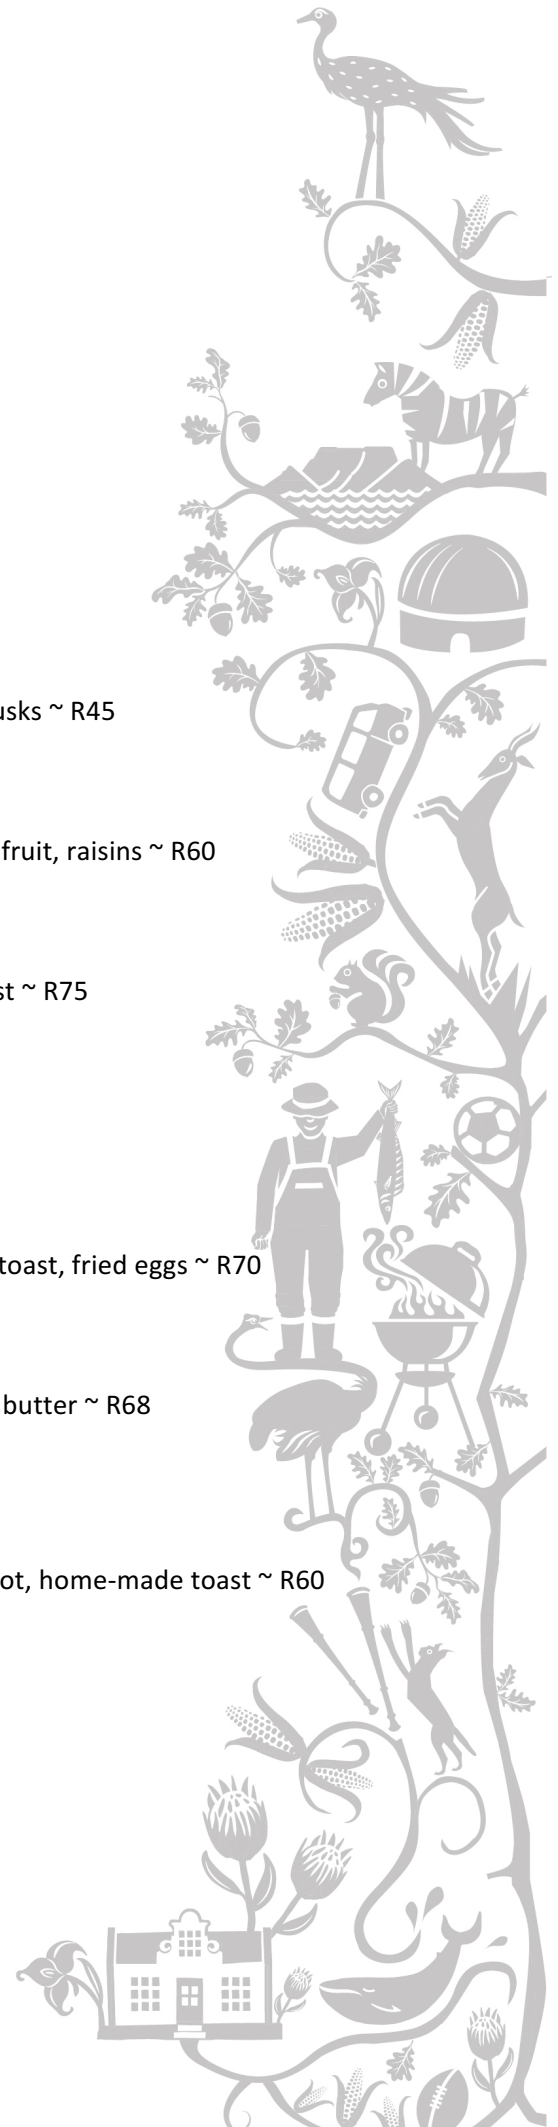 usks ~ R45
fruit, raisins ~ R60
st ~ R75
toast, fried eggs ~ R70
butter ~ R68
ot, home-made toast ~ R60